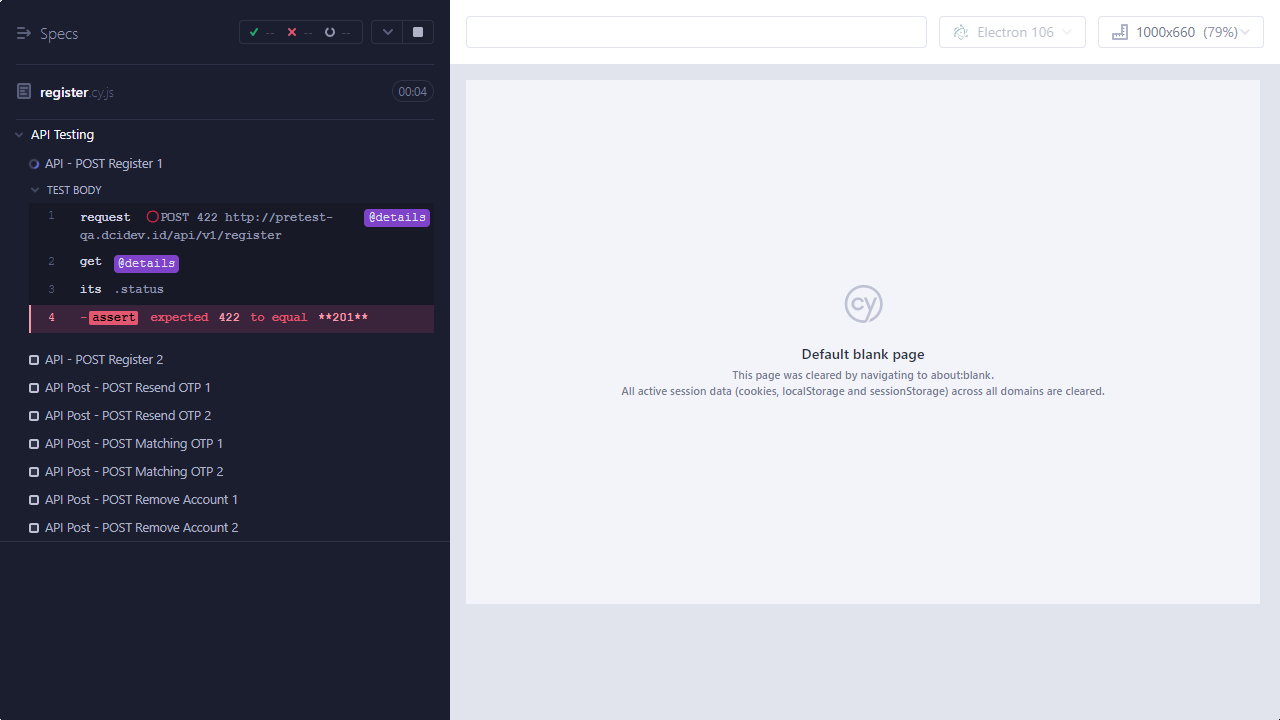 Specs
-- -- --
Electron 106
1000x660 (79%)
register.cy.js
00:04
API Testing
API - POST Register 1
TEST BODY
1 request POST 422 http://pretest- @details
qa.dcidev.id/api/v1/register
2 get @details
3 its .status
4 -assert expected 422 to equal **201**
API - POST Register 2
API Post - POST Resend OTP 1
API Post - POST Resend OTP 2
API Post - POST Matching OTP 1
API Post - POST Matching OTP 2
API Post - POST Remove Account 1
API Post - POST Remove Account 2
cy
Default blank page
This page was cleared by navigating to about:blank.
All active session data (cookies, localStorage and sessionStorage) across all domains are cleared.